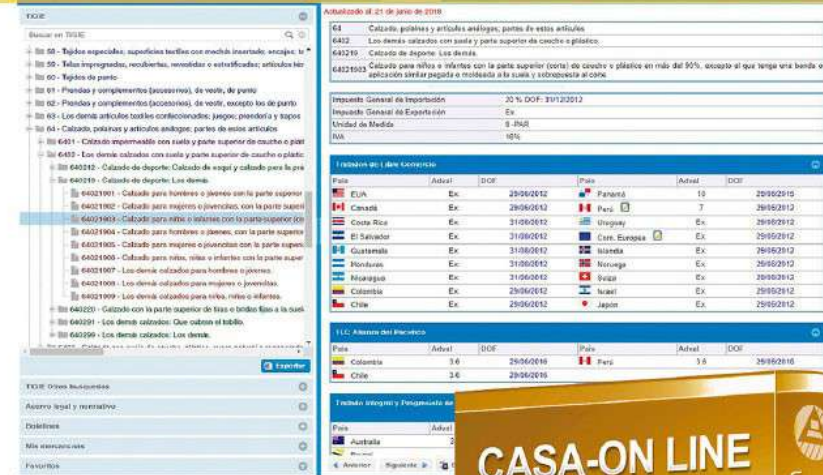 TIGIE
Buscar en TIGIE
58 - Tejidos especiales; superficies textiles con mechón insertado; encajes; t
59 - Telas impregnadas, recubiertas, revestidas o estratificadas; artículos téc
60 - Tejidos de punto
61 - Prendas y complementos (accesorios), de vestir, de punto
62 - Prendas y complementos (accesorios), de vestir, excepto los de punto
63 - Los demás artículos textiles confeccionados; juegos; prendería y trapos
64 - Calzado, polainas y artículos análogos; partes de estos artículos
6401 - Calzado impermeable con suela y parte superior de caucho o plást
6402 - Los demás calzados con suela y parte superior de caucho o plástic
640212 - Calzado de deporte: Calzado de esquí y calzado para la prá
640219 - Calzado de deporte: Los demás.
64021901 - Calzado para hombres o jóvenes con la parte superior
64021902 - Calzado para mujeres o jovencitas, con la parte superi
64021903 - Calzado para niños o infantes con la parte superior (co
64021904 - Calzado para hombres o jóvenes, con la parte superio
64021905 - Calzado para mujeres o jovencitas con la parte superi
64021906 - Calzado para niños, niñas o infantes con la parte super
64021907 - Los demás calzados para hombres o jóvenes.
64021908 - Los demás calzados para mujeres o jovencitas.
64021909 - Los demás calzados para niños, niñas o infantes.
640220 - Calzado con la parte superior de tiras o bridas fijas a la suel
640291 - Los demás calzados: Que cubran el tobillo.
640299 - Los demás calzados: Los demás.
Exportar
TIGIE Otras búsquedas
Acervo legal y normativo
Boletines
Mis mercancías
Favoritos
Actualizado al: 21 de junio de 2018
64 Calzado, polainas y artículos análogos; partes de estos artículos
6402 Los demás calzados con suela y parte superior de caucho o plástico.
640219 Calzado de deporte: Los demás.
64021903 Calzado para niños o infantes con la parte superior (corte) de caucho o plástico en más del 90%, excepto el que tenga una banda o
aplicación similar pegada o moldeada a la suela y sobrepuesta al corte.
Impuesto General de Importación 20 % DOF: 31/12/2012
Impuesto General de Exportación Ex
Unidad de Medida 9 -PAR
IVA 16%
Tratados de Libre Comercio
País Adval DOF País Adval DOF
EUA Ex. 29/06/2012 Panamá 10 29/06/2015
Canadá Ex. 29/06/2012 Perú 7 29/06/2012
Costa Rica Ex. 31/08/2012 Uruguay Ex. 29/06/2012
El Salvador Ex. 31/08/2012 Com. Europea Ex. 29/06/2012
Guatemala Ex. 31/08/2012 Islandia Ex. 29/06/2012
Honduras Ex. 31/08/2012 Noruega Ex. 29/06/2012
Nicaragua Ex. 31/08/2012 Suiza Ex. 29/06/2012
Colombia Ex. 29/06/2012 Israel Ex. 29/06/2012
Chile Ex. 29/06/2012 Japón Ex. 29/06/2012
TLC Alianza del Pacífico
País Adval DOF País Adval DOF
Colombia 3.6 29/06/2016 Perú 3.6 29/06/2016
Chile 3.6 29/06/2016
Tratado Integral y Progresista de
País Adval
Australia
Anterior Siguiente
CASA-ON LINE